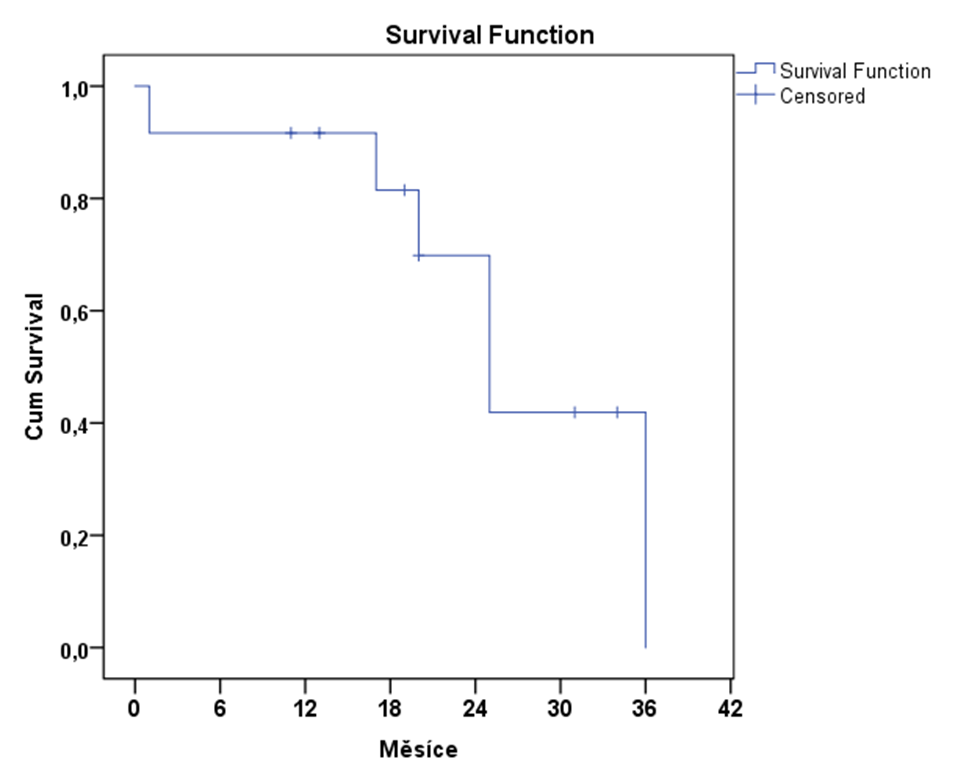 Survival Function
Survival Function
Censored
1,0
0,8
0,6
0,4
0,2
0,0
Cum Survival
0 6 12 18 24 30 36 42
Měsíce